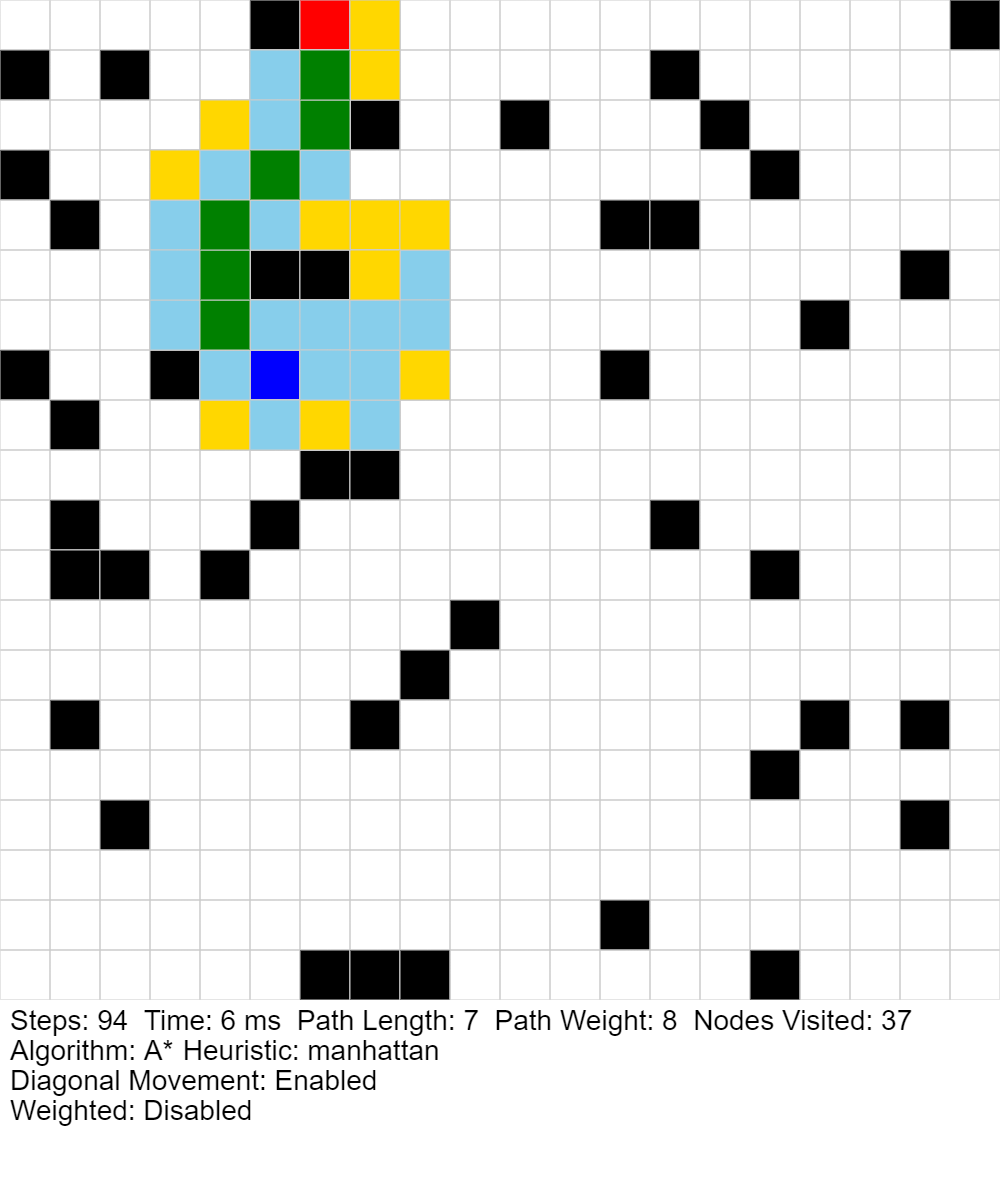 Steps: 94  Time: 6 ms  Path Length: 7  Path Weight: 8  Nodes Visited: 37
Algorithm: A* Heuristic: manhattan
Diagonal Movement: Enabled
Weighted: Disabled